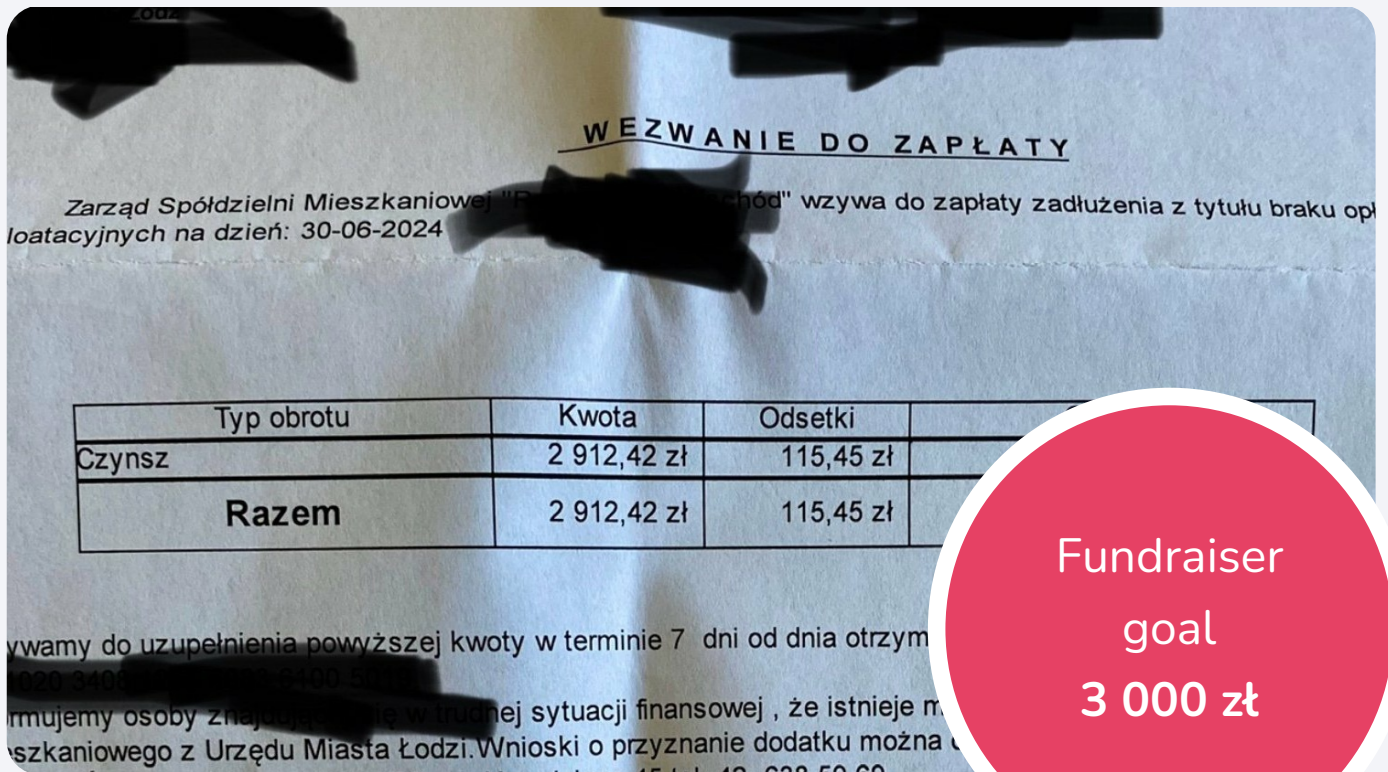 WEZWANIE DO ZAPŁATY
Zarząd Spółdzielni Mieszkaniowej "R hód" wzywa do zapłaty zadłużenia z tytułu braku opł
loatacyjnych na dzień: 30-06-2024
Typ obrotu Kwota Odsetki
Czynsz 2 912,42 zł 115,45 zł
Razem 2 912,42 zł 115,45 zł
ywamy do uzupełnienia powyższej kwoty w terminie 7 dni od dnia otrzym
rmujemy osoby w trudnej sytuacji finansowej , że istnieje m
eszkaniowego z Urzędu Miasta Łodzi.Wnioski o przyznanie dodatku można
Fundraiser
goal
3 000 zł